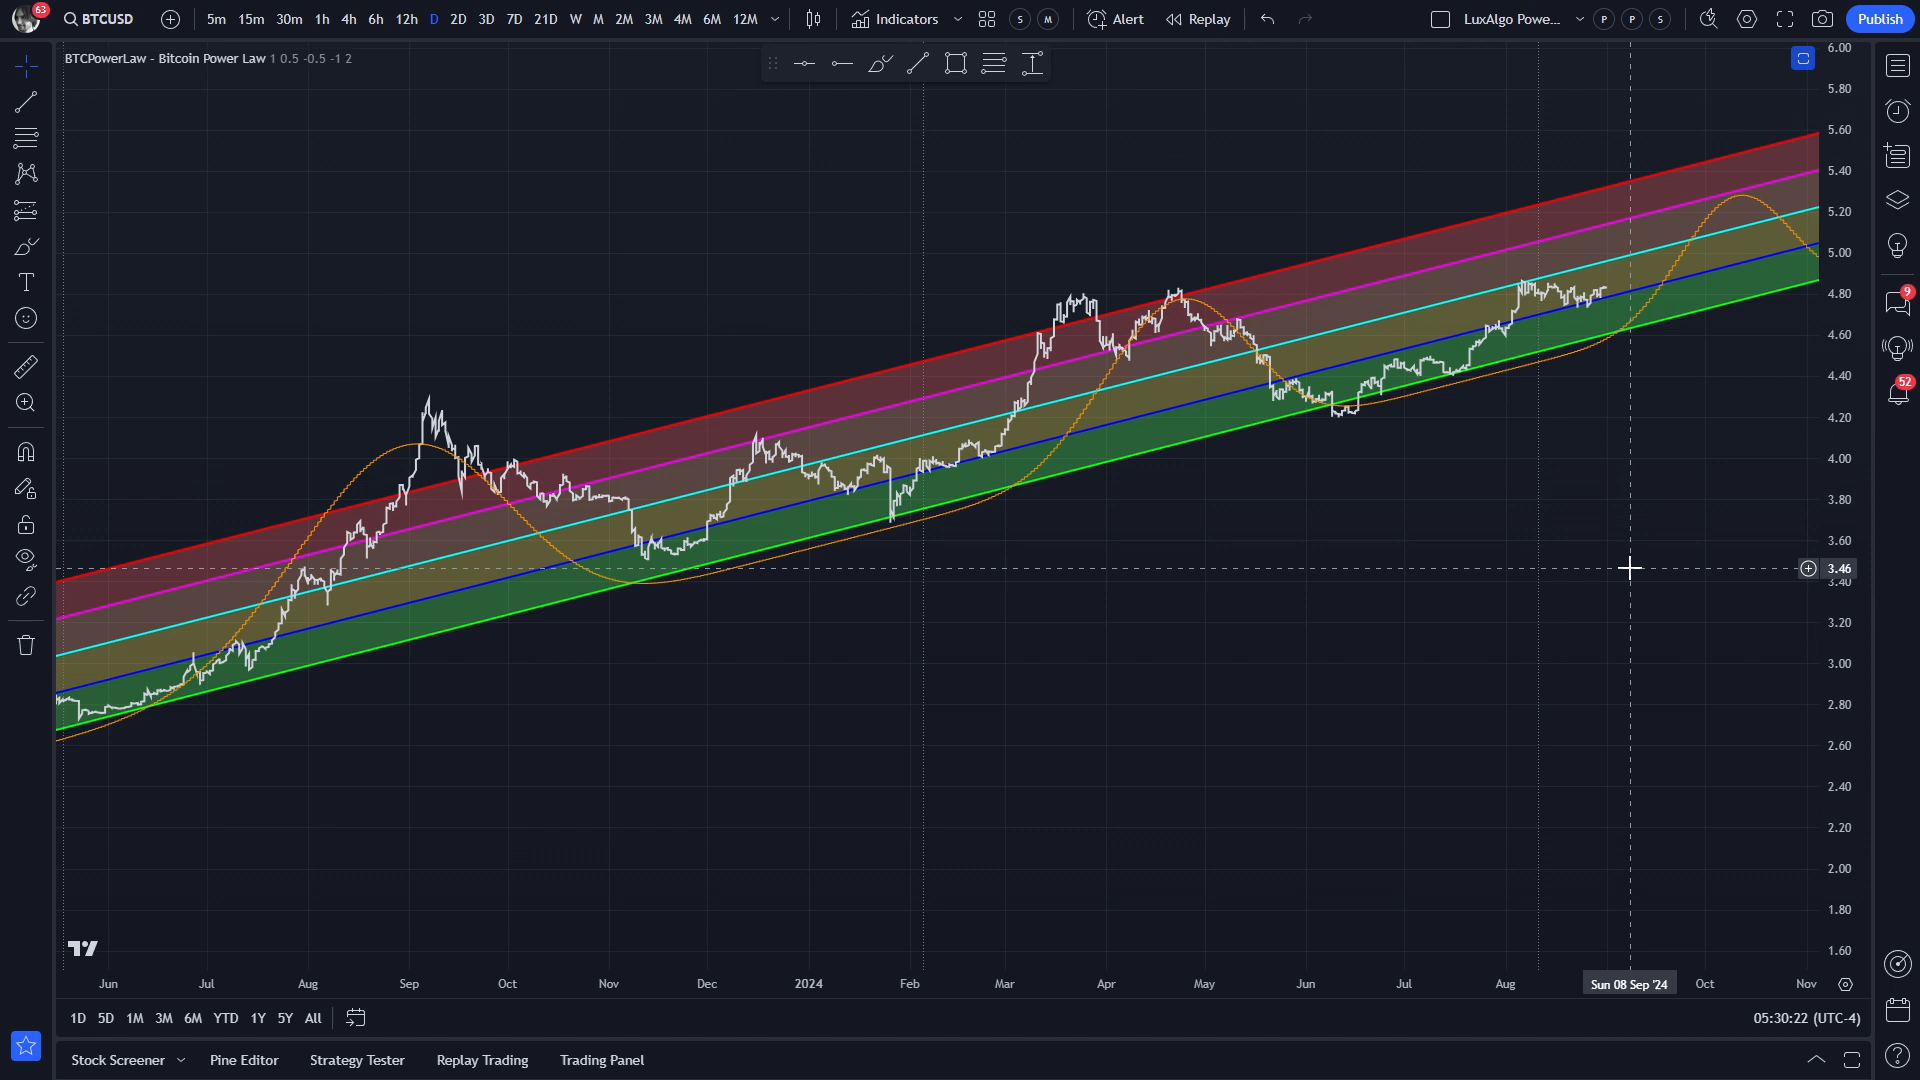 63
BTCUSD
5m 15m 30m 1h 4h 6h 12h D 2D 3D 7D 21D W M 2M 3M 4M 6M 12M
Indicators
S M
Alert
Replay
LuxAlgo Powe...
P P S
Publish
BTCPowerLaw - Bitcoin Power Law 1 0.5 -0.5 -1 2
6.00
5.80
5.60
5.40
5.20
5.00
4.80
4.60
4.40
4.20
4.00
3.80
3.60
3.46
3.40
3.20
3.00
2.80
2.60
2.40
2.20
2.00
1.80
1.60
9
52
Jun Jul Aug Sep Oct Nov Dec 2024 Feb Mar Apr May Jun Jul Aug Sun 08 Sep '24 Oct Nov
1D 5D 1M 3M 6M YTD 1Y 5Y All
05:30:22 (UTC-4)
Stock Screener Pine Editor Strategy Tester Replay Trading Trading Panel